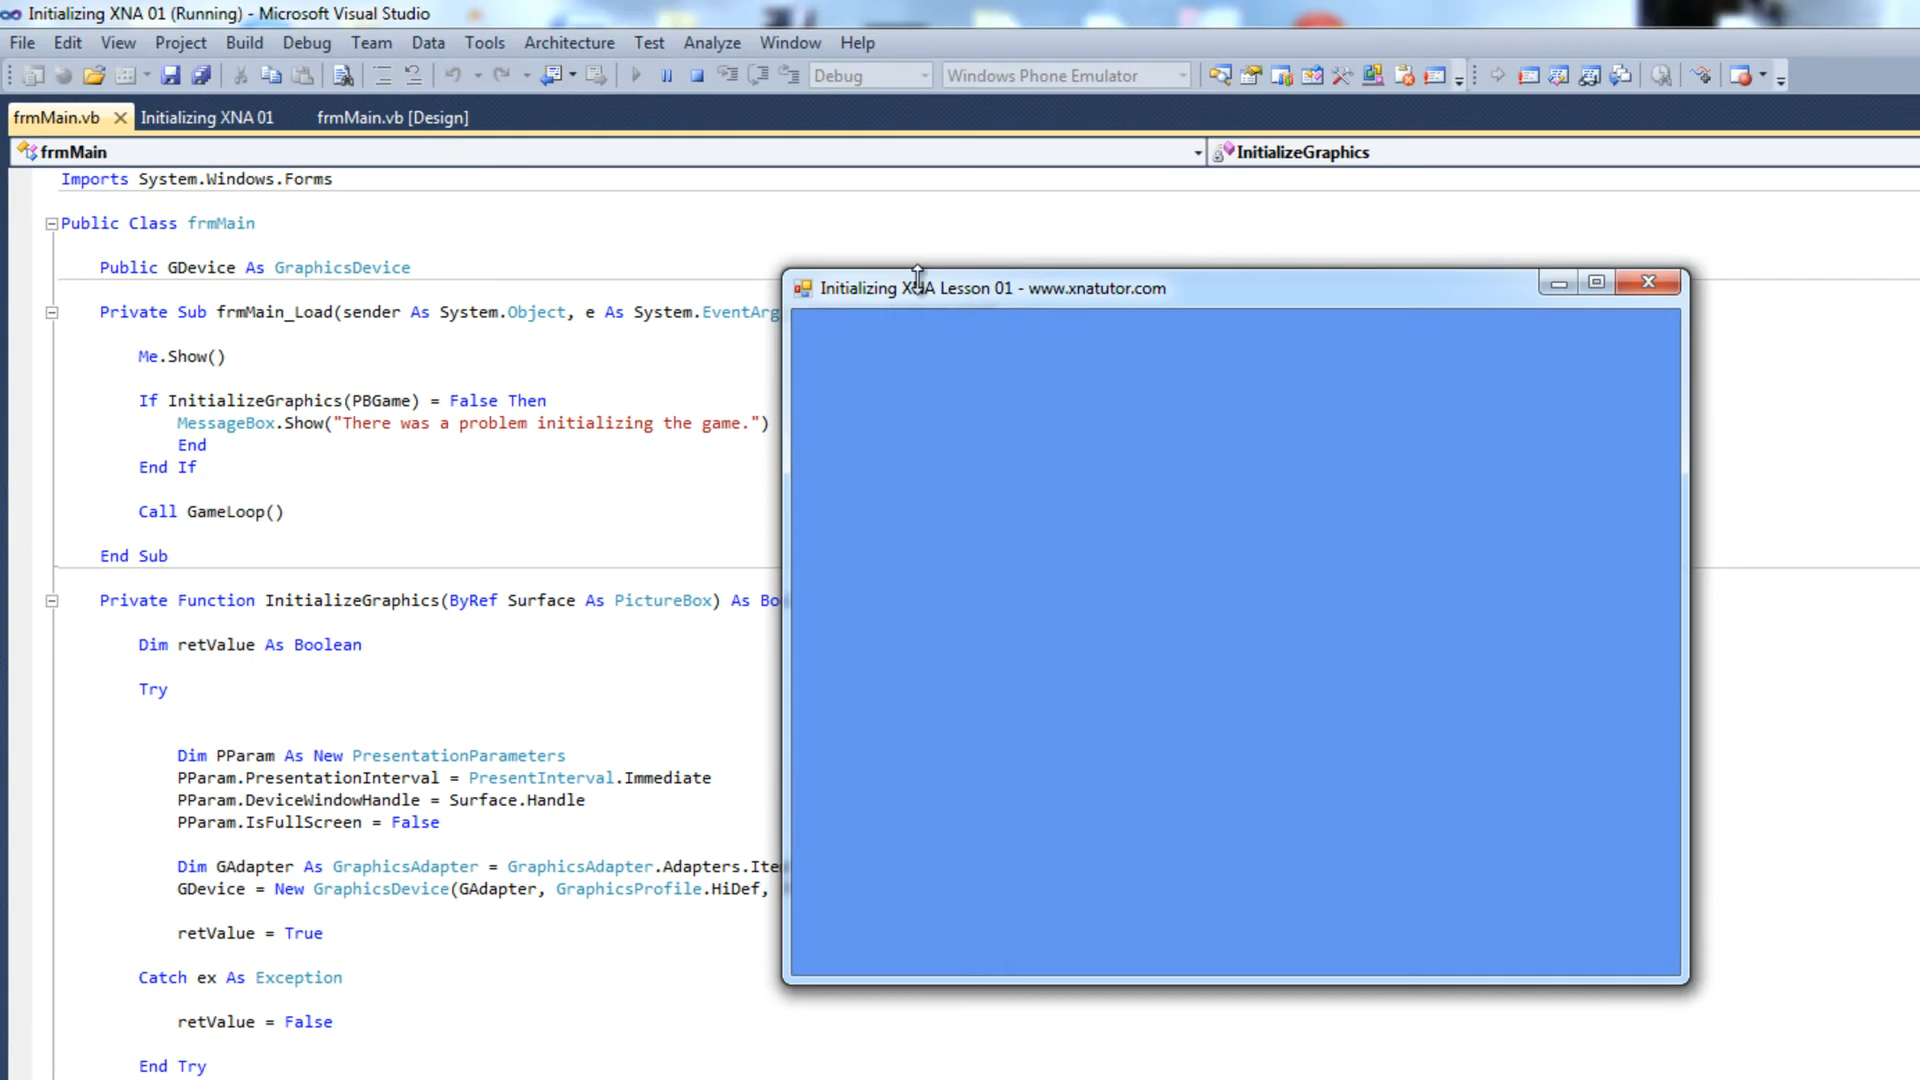 Initializing XNA 01 (Running) - Microsoft Visual Studio
File Edit View Project Build Debug Team Data Tools Architecture Test Analyze Window Help
Debug Windows Phone Emulator
frmMain.vb Initializing XNA 01 frmMain.vb [Design]
frmMain InitializeGraphics
Imports System.Windows.Forms
Public Class frmMain
Public GDevice As GraphicsDevice
Private Sub frmMain_Load(sender As System.Object, e As System.EventArg
Me.Show()
If InitializeGraphics(PBGame) = False Then
MessageBox.Show("There was a problem initializing the game.")
End
End If
Call GameLoop()
End Sub
Private Function InitializeGraphics(ByRef Surface As PictureBox) As Bo
Dim retValue As Boolean
Try
Dim PParam As New PresentationParameters
PParam.PresentationInterval = PresentInterval.Immediate
PParam.DeviceWindowHandle = Surface.Handle
PParam.IsFullScreen = False
Dim GAdapter As GraphicsAdapter = GraphicsAdapter.Adapters.Ite
GDevice = New GraphicsDevice(GAdapter, GraphicsProfile.HiDef,
retValue = True
Catch ex As Exception
retValue = False
End Try
Initializing XNA Lesson 01 - www.xnatutor.com